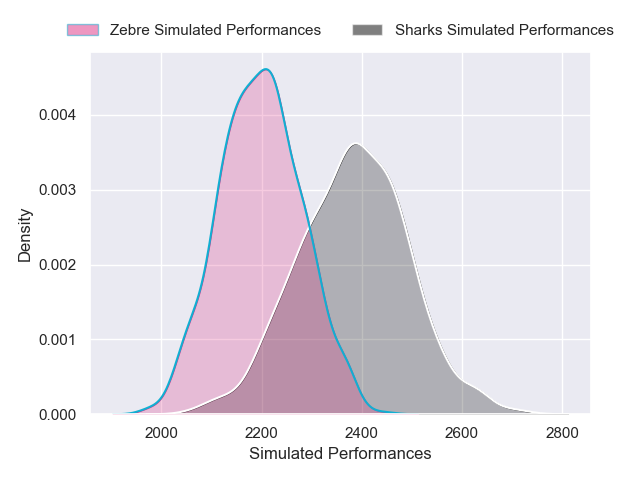 Zebre Simulated Performances Sharks Simulated Performances
0.004
0.003
0.002
0.001
0.000
Density
2000 2200 2400 2600 2800
Simulated Performances